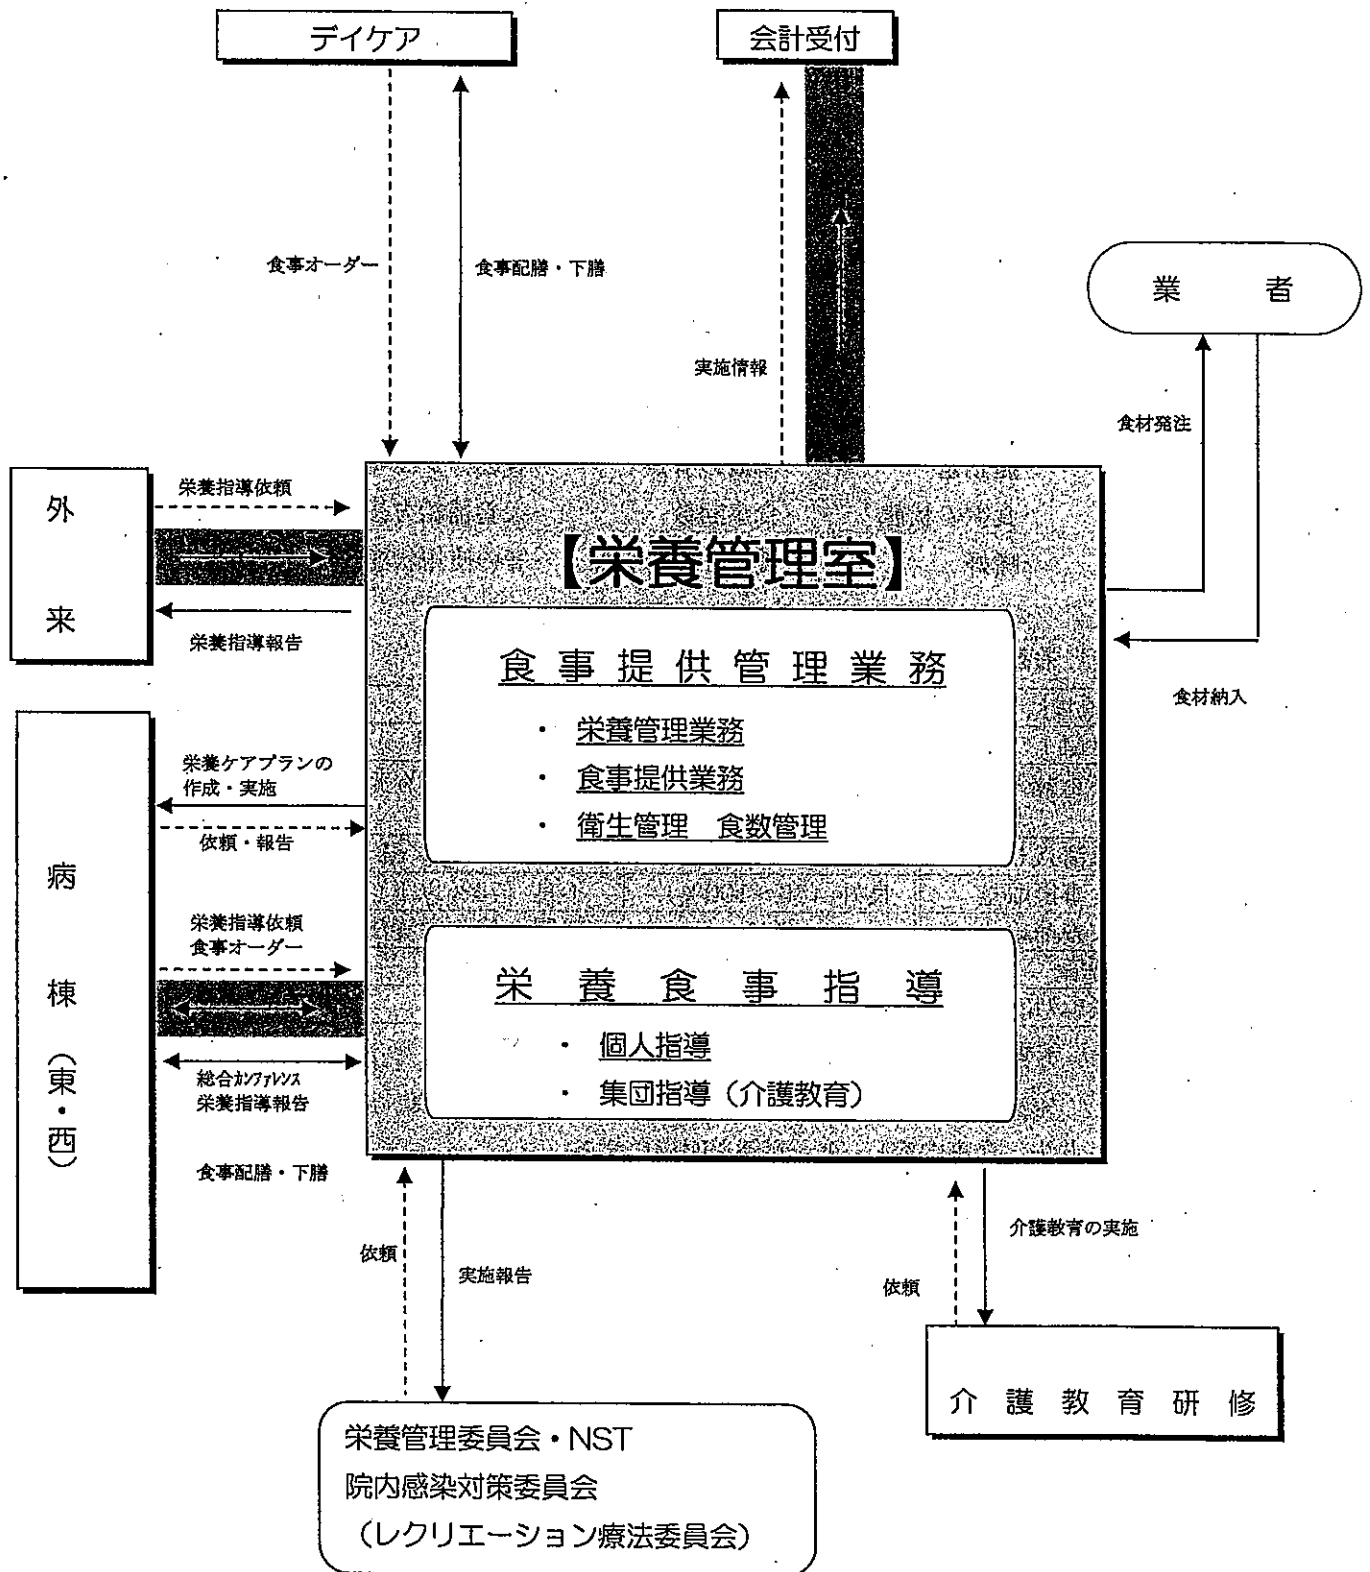 デイケア
会計受付
食事オーダー
食事配膳・下膳
実施情報
業 者
食材発注
食材納入
外来
栄養指導依頼
栄養指導報告
【栄養管理室】
食事提供管理業務
・ 栄養管理業務
・ 食事提供業務
・ 衛生管理 食数管理
栄養食事指導
・ 個人指導
・ 集団指導（介護教育）
病棟（東・西）
栄養ケアプランの
作成・実施
依頼・報告
栄養指導依頼
食事オーダー
総合カンファレンス
栄養指導報告
食事配膳・下膳
依頼
実施報告
依頼
介護教育の実施
栄養管理委員会・NST
院内感染対策委員会
（レクリエーション療法委員会）
介護教育研修